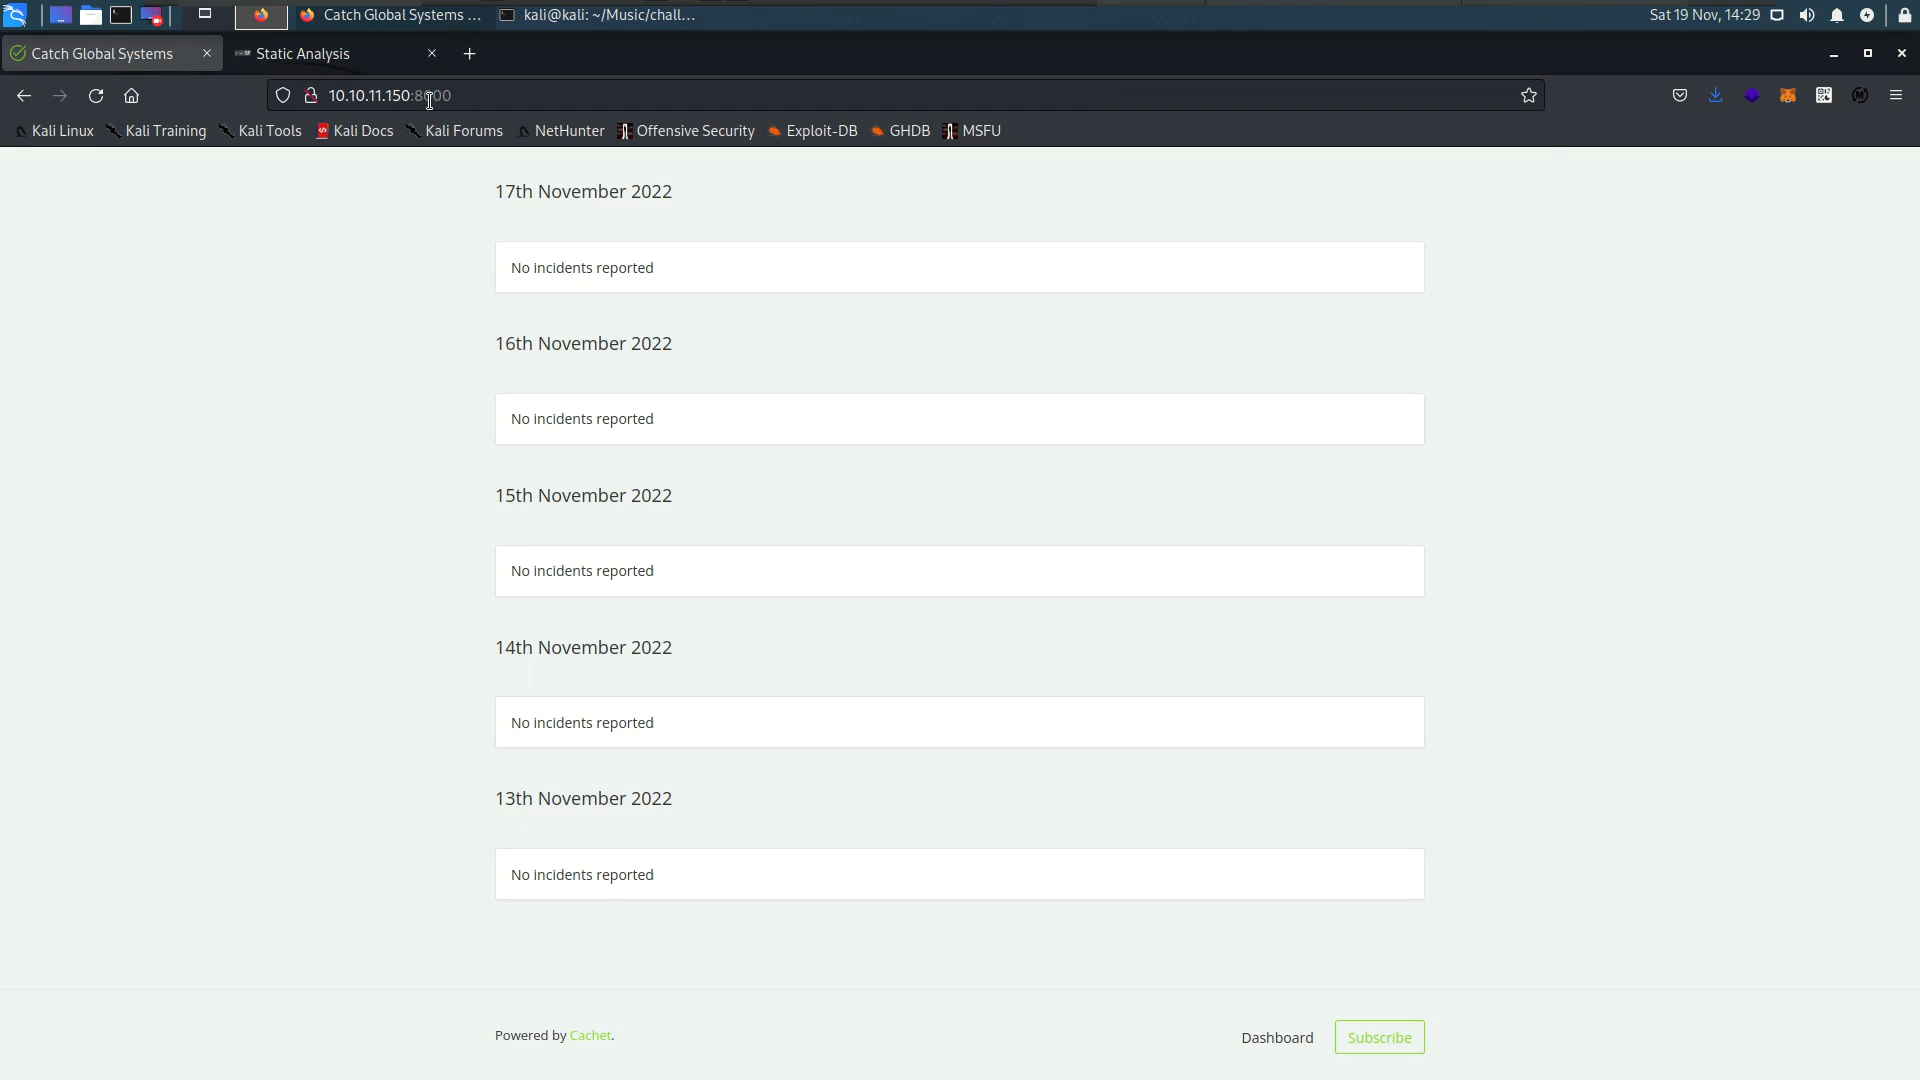 Catch Global Systems ...
kali@kali: ~/Music/chall...
Sat 19 Nov, 14:29
Catch Global Systems
Static Analysis
10.10.11.150:8000
Kali Linux
Kali Training
Kali Tools
Kali Docs
Kali Forums
NetHunter
Offensive Security
Exploit-DB
GHDB
MSFU
17th November 2022
No incidents reported
16th November 2022
No incidents reported
15th November 2022
No incidents reported
14th November 2022
No incidents reported
13th November 2022
No incidents reported
Powered by Cachet.
Dashboard
Subscribe